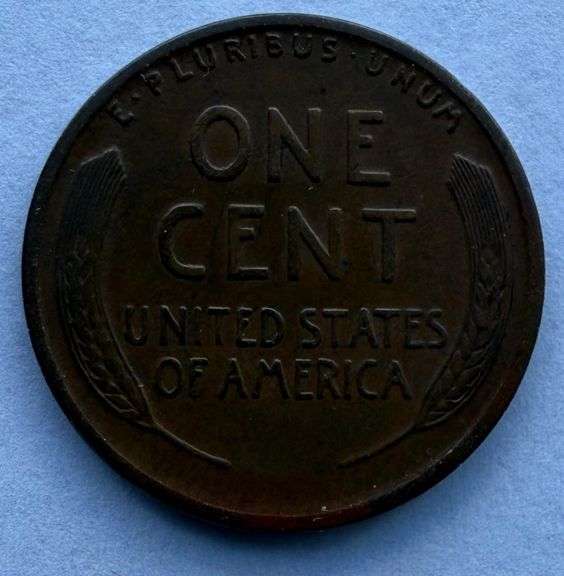 E · PLURIBUS · UNUM
ONE
CENT
UNITED STATES
OF AMERICA